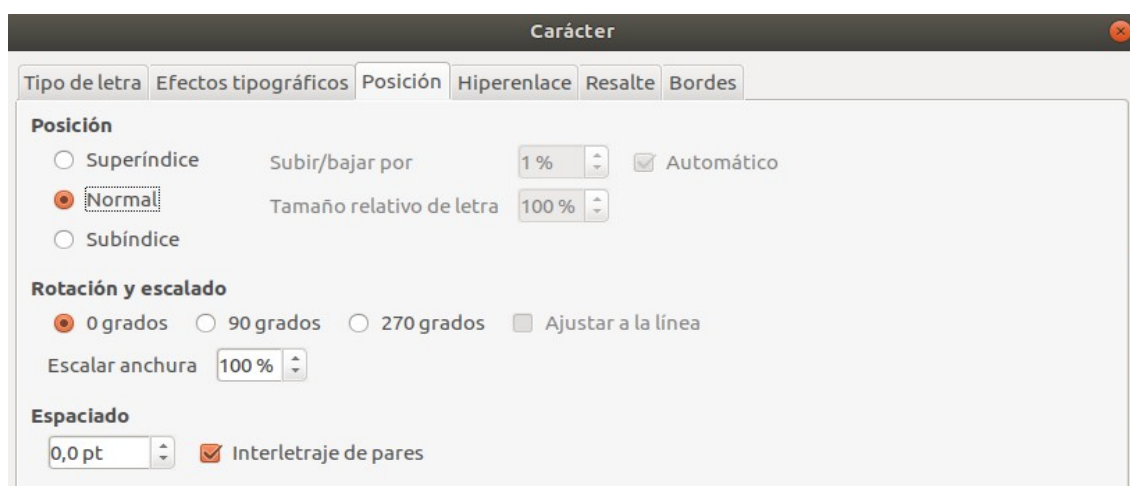 Carácter
Tipo de letra Efectos tipográficos Posición Hiperenlace Resalte Bordes
Posición
Superíndice Subir/bajar por 1 % Automático
Normal Tamaño relativo de letra 100 %
Subíndice
Rotación y escalado
0 grados 90 grados 270 grados Ajustar a la línea
Escalar anchura 100 %
Espaciado
0,0 pt Interletraje de pares